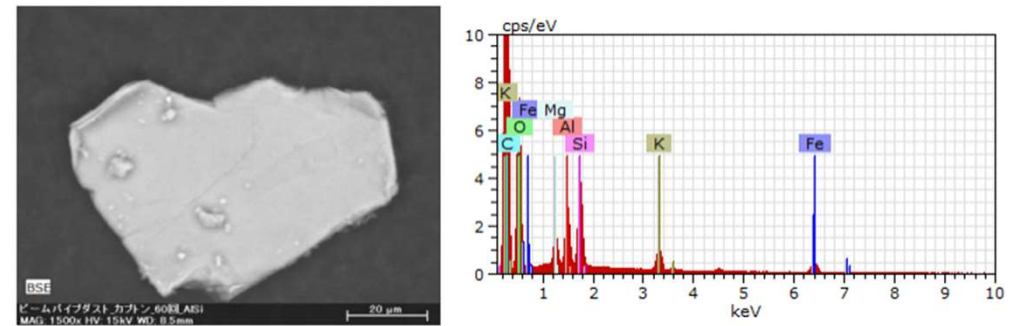 BSE
ビームパイプダスト_カプトン_60回_AlSi
MAG: 1500x HV: 15kV WD: 8.5mm
20 µm
cps/eV
10
8
6
4
2
0
K
Fe Mg
O Al
C Si K Fe
1 2 3 4 5 6 7 8 9 10
keV